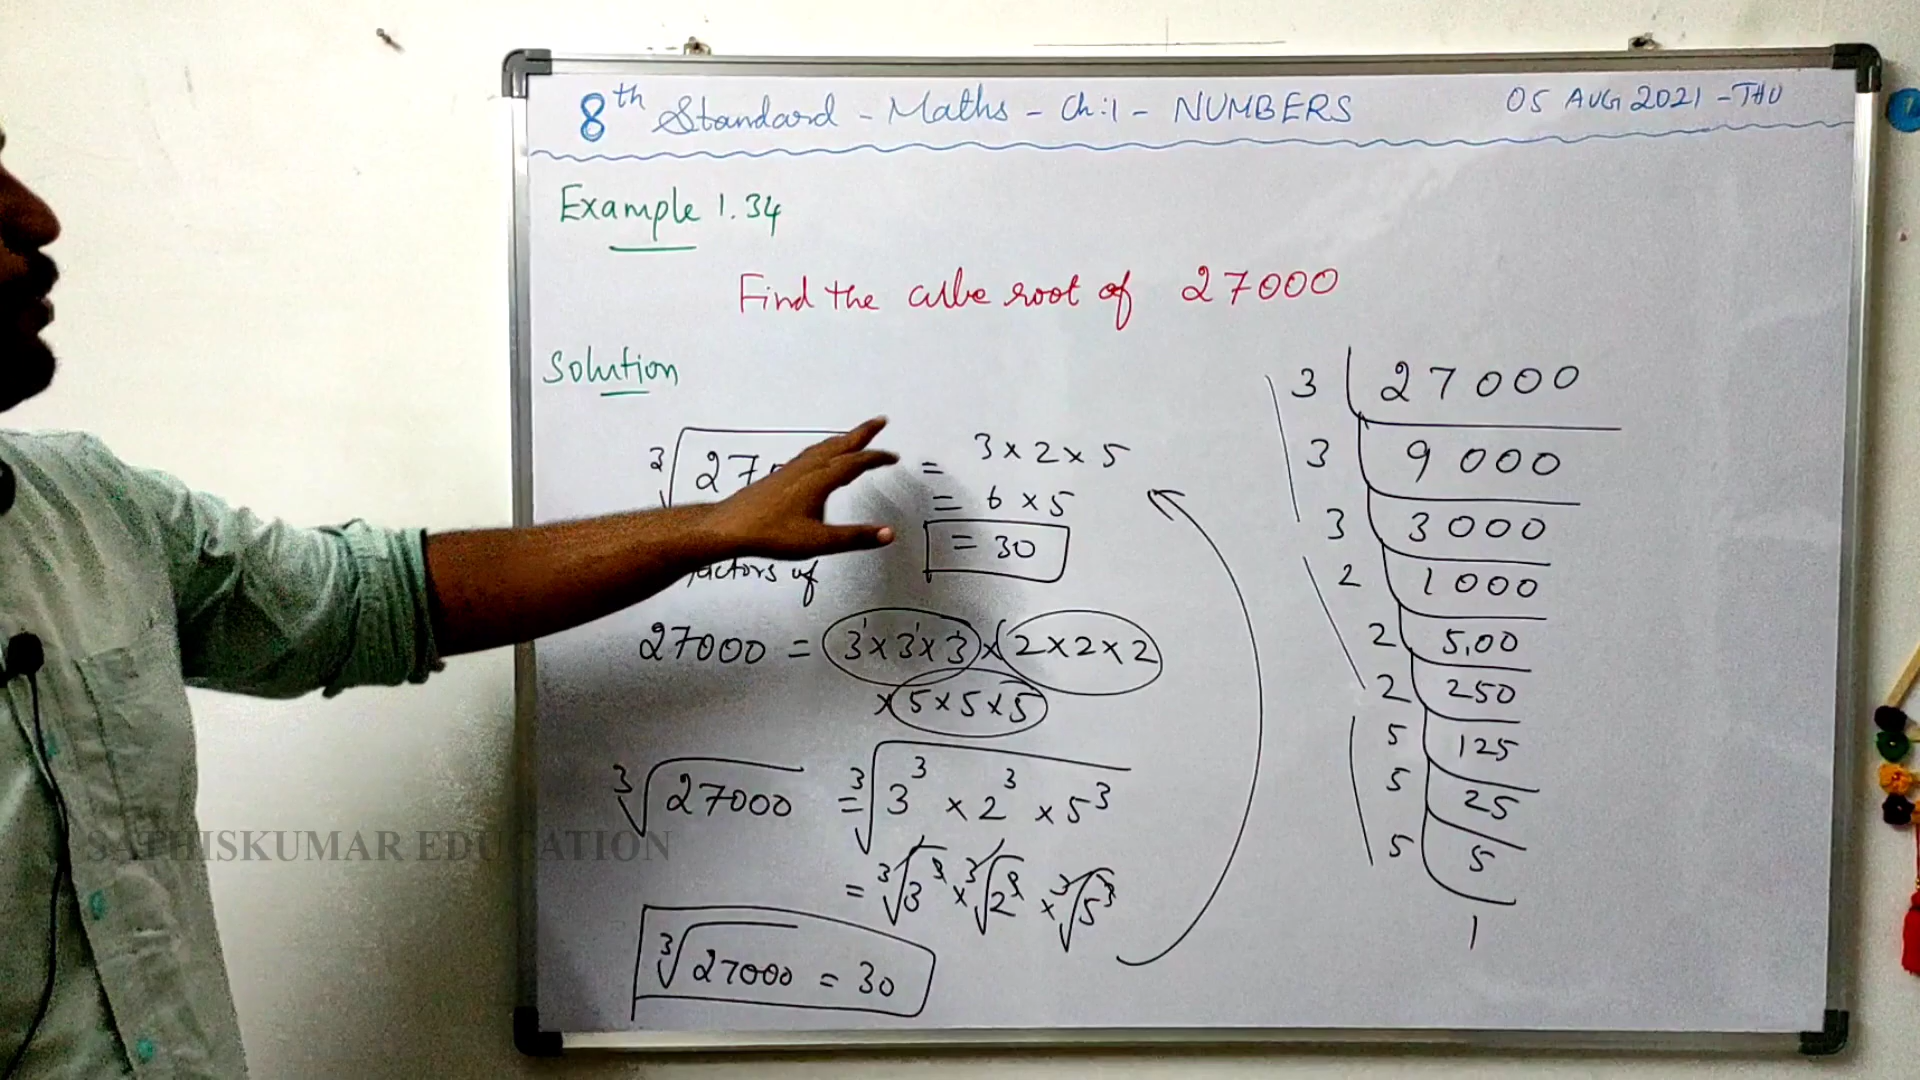 8th Standard - Maths - Ch:1 - NUMBERS 05 AUG 2021 - THU
Example 1.34
Find the cube root of 27000
Solution
∛27
= 3 × 2 × 5
= 6 × 5
= 30
factors of
27000 = 3 × 3 × 3 × 2 × 2 × 2
× 5 × 5 × 5
∛27000 = ∛3³ × 2³ × 5³
= ∛3³ × ∛2³ × ∛5³
∛27000 = 30
3 27000
3 9000
3 3000
2 1000
2 500
2 250
5 125
5 25
5 5
1
SATHISKUMAR EDUCATION